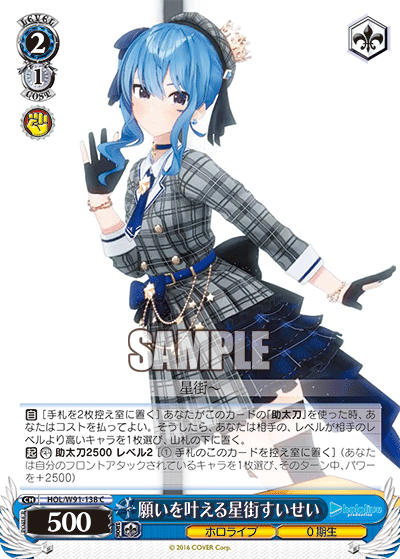 LEVEL
2
1
COST
SAMPLE
星街~
自 [手札を2枚控え室に置く] あなたがこのカードの『助太刀』を使った時、あな
たはコストを払ってよい。そうしたら、あなたは相手の、レベルが相手のレ
ベルより高いキャラを1枚選び、山札の下に置く。
起 助太刀2500 レベル2 [① 手札のこのカードを控え室に置く] (あなた
は自分のフロントアタックされているキャラを1枚選び、そのターン中、パワー
を+2500)
CH HOL/W91-138 C
500
願いを叶える星街すいせい
hololive
ホロライブ 0期生
© 2016 COVER Corp.